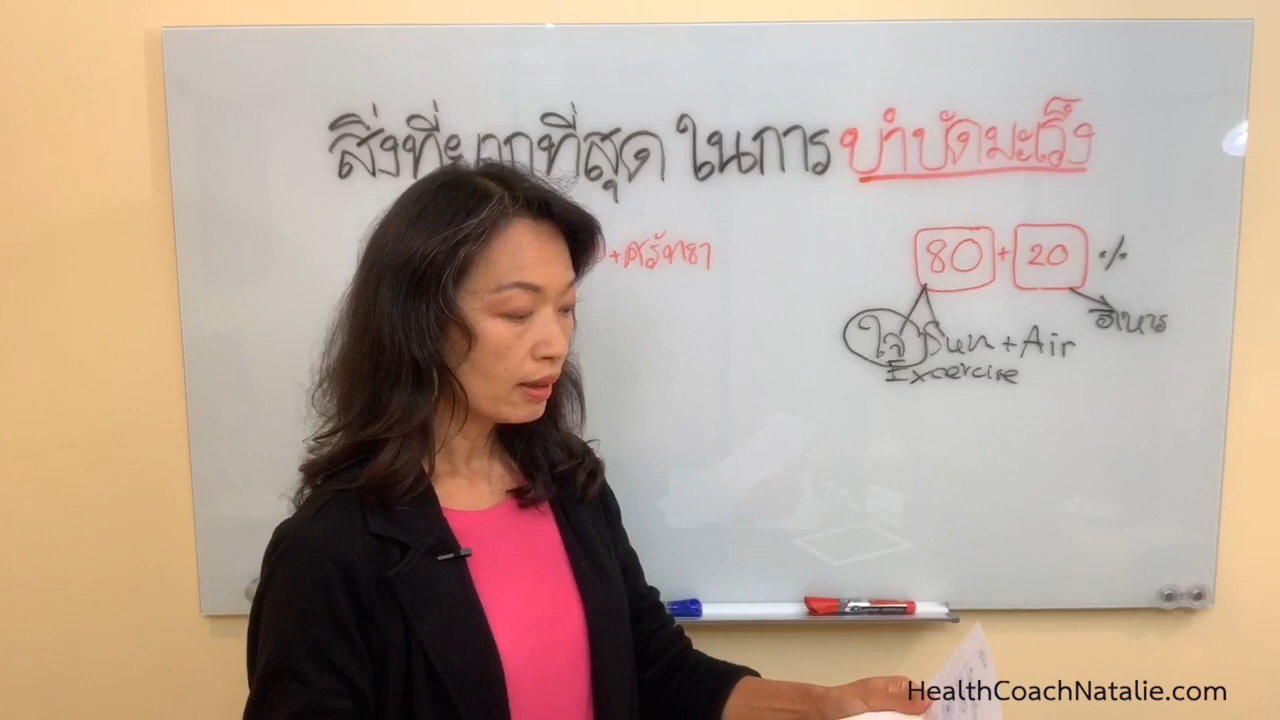 สิ่งที่ยากที่สุด ในการ บำบัดมะเร็ง
+ ศรัทธา
80 + 20 %
ใจ Sun + Air
อาหาร
Excercise
HealthCoachNatalie.com